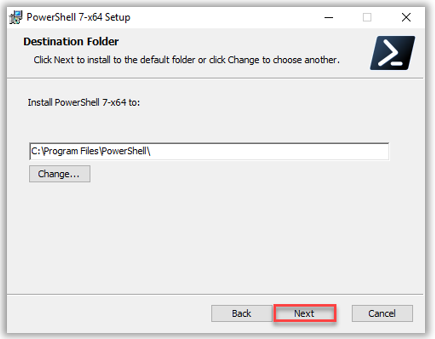 PowerShell 7-x64 Setup
Destination Folder
Click Next to install to the default folder or click Change to choose another.
Install PowerShell 7-x64 to:
C:\Program Files\PowerShell\
Change...
Back
Next
Cancel